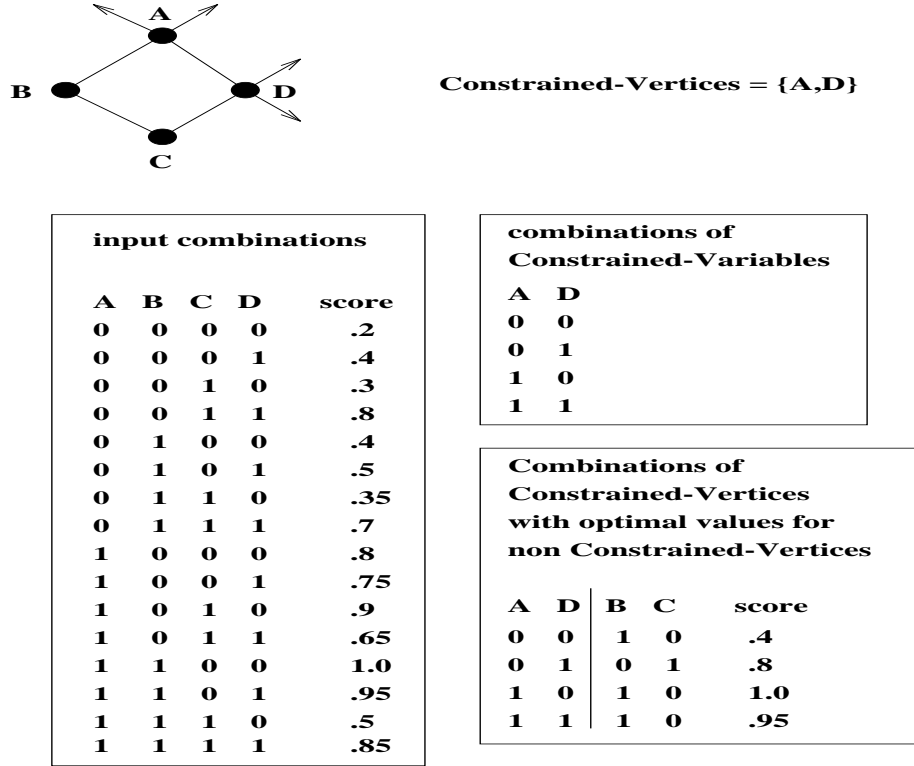 A
B
D
C
Constrained-Vertices = {A,D}
input combinations
A B C D score
0 0 0 0 .2
0 0 0 1 .4
0 0 1 0 .3
0 0 1 1 .8
0 1 0 0 .4
0 1 0 1 .5
0 1 1 0 .35
0 1 1 1 .7
1 0 0 0 .8
1 0 0 1 .75
1 0 1 0 .9
1 0 1 1 .65
1 1 0 0 1.0
1 1 0 1 .95
1 1 1 0 .5
1 1 1 1 .85
combinations of
Constrained-Variables
A D
0 0
0 1
1 0
1 1
Combinations of
Constrained-Vertices
with optimal values for
non Constrained-Vertices
A D B C score
0 0 1 0 .4
0 1 0 1 .8
1 0 1 0 1.0
1 1 1 0 .95